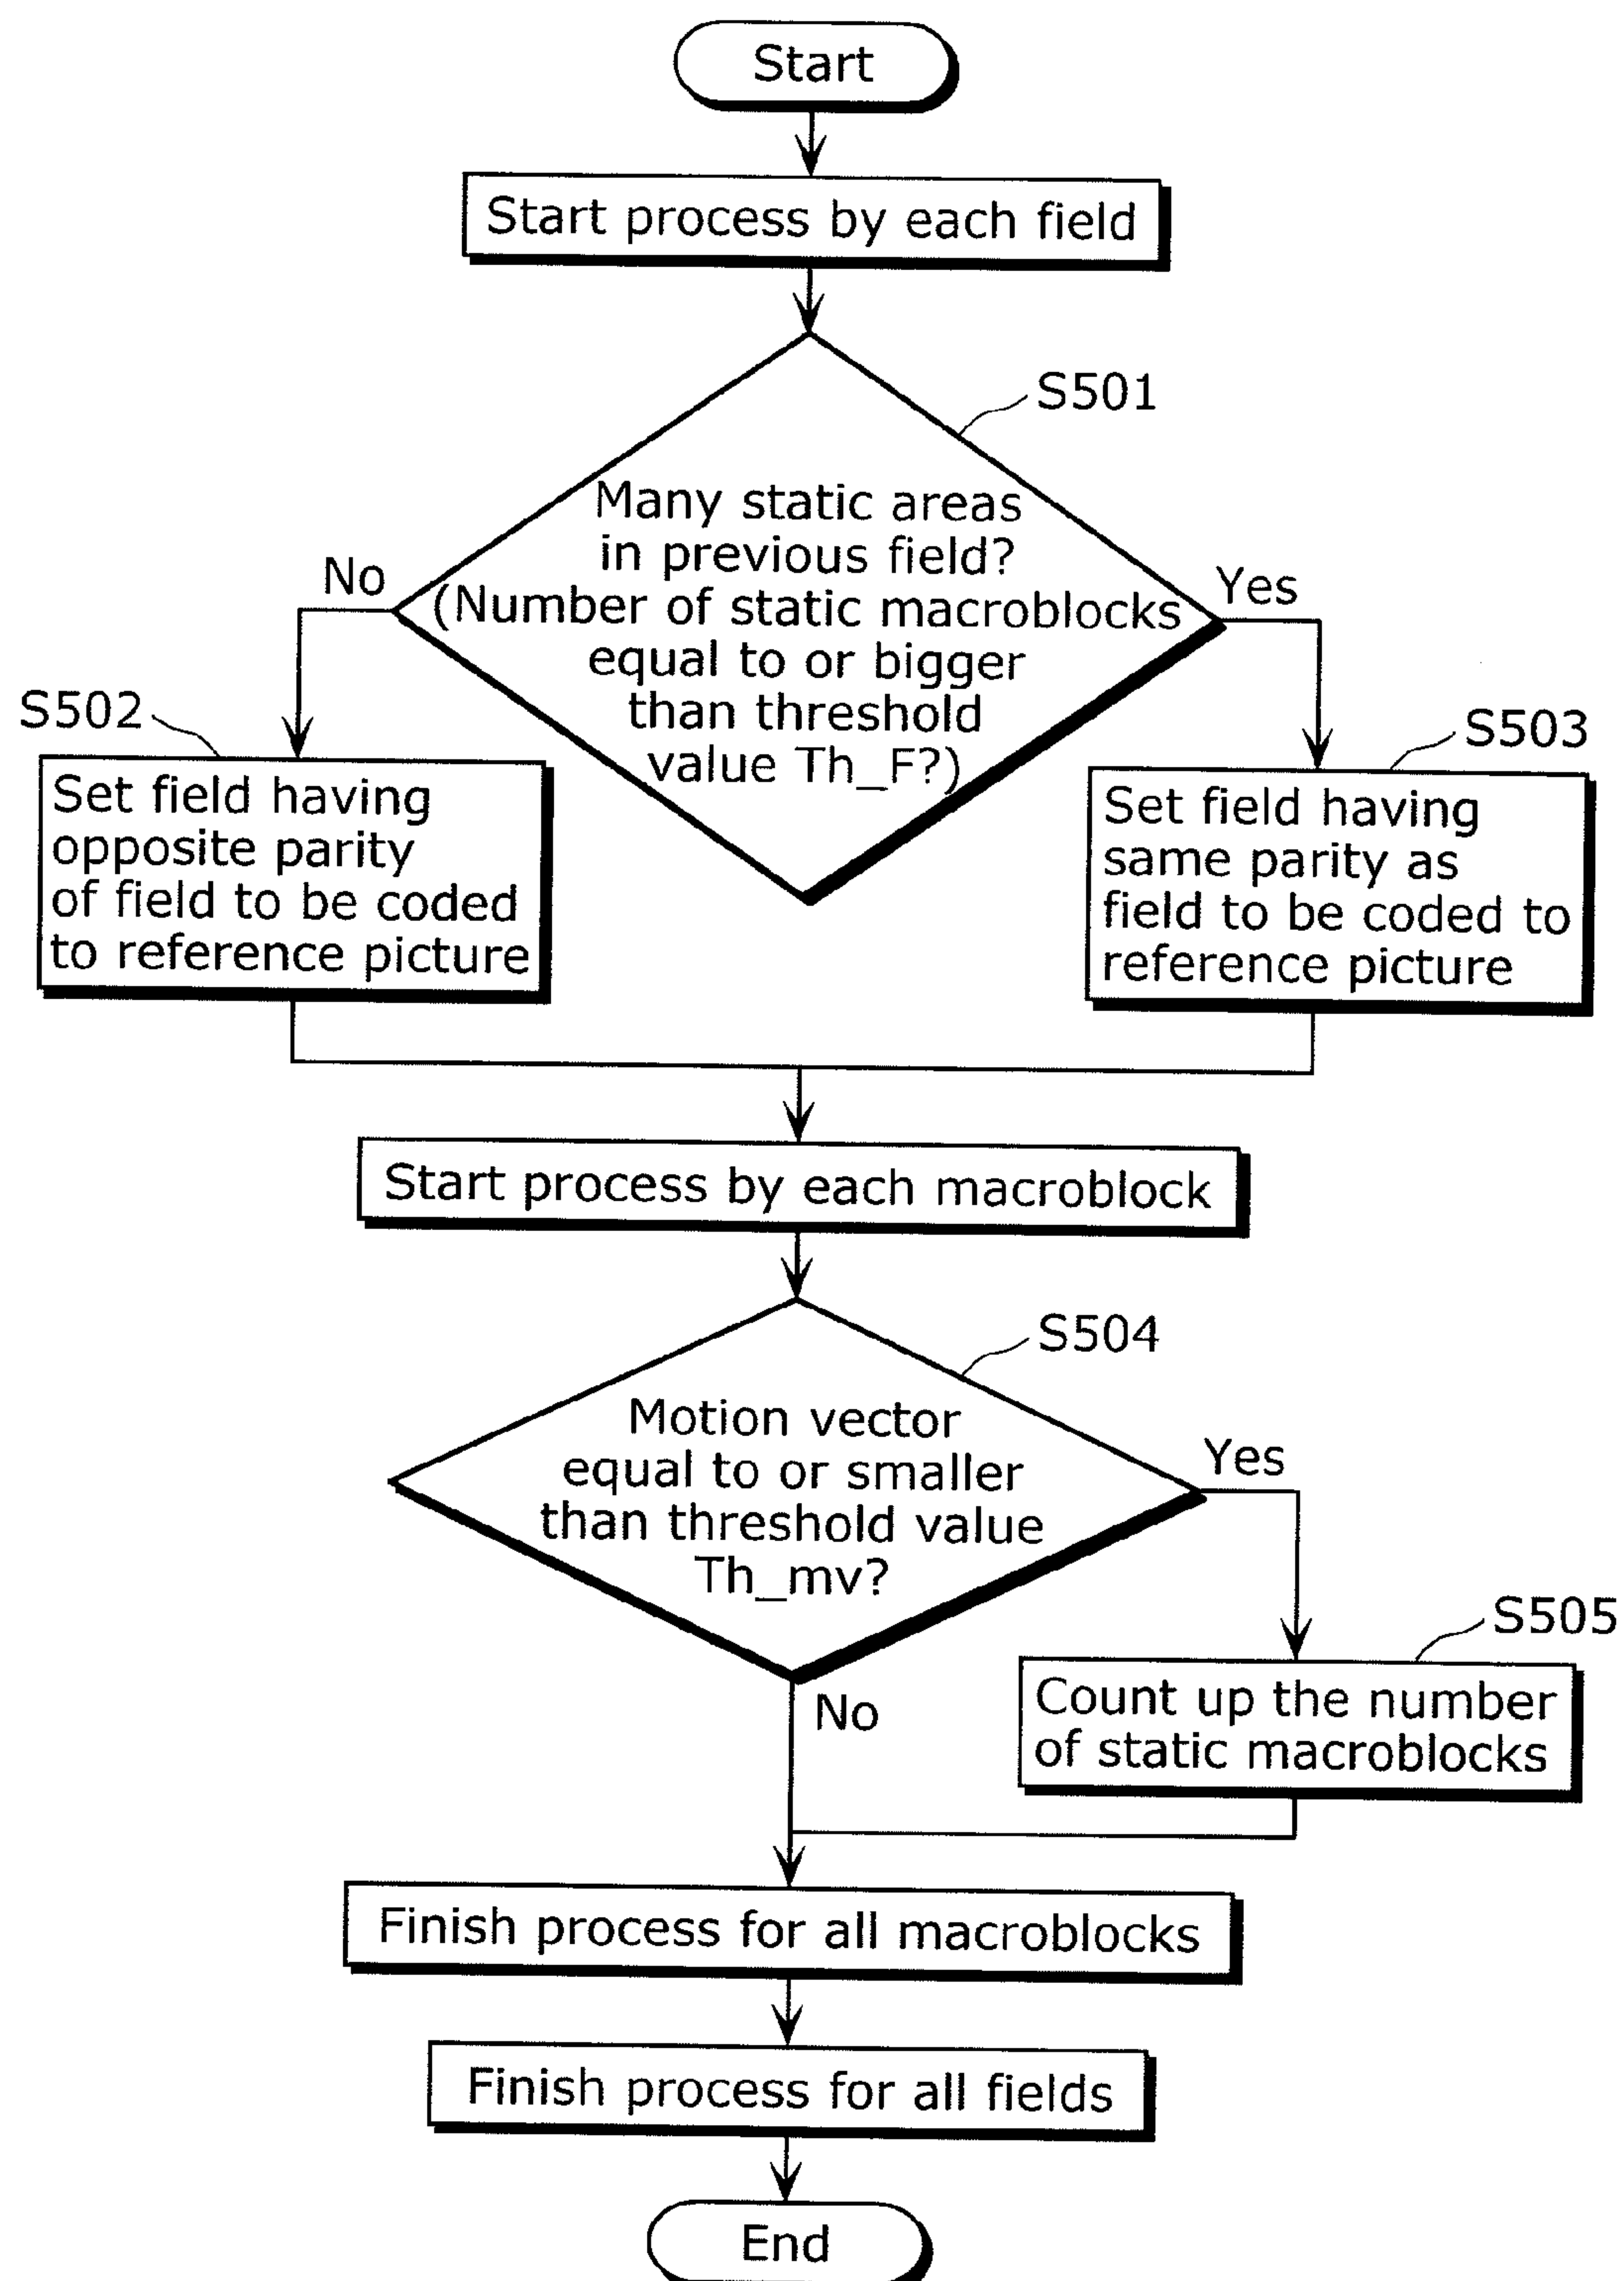 Start
Start process by each field
S501
Many static areas
in previous field?
(Number of static macroblocks
equal to or bigger
than threshold
value Th_F?)
No
Yes
S502
Set field having
opposite parity
of field to be coded
to reference picture
S503
Set field having
same parity as
field to be coded to
reference picture
Start process by each macroblock
S504
Motion vector
equal to or smaller
than threshold value
Th_mv?
Yes
No
S505
Count up the number
of static macroblocks
Finish process for all macroblocks
Finish process for all fields
End